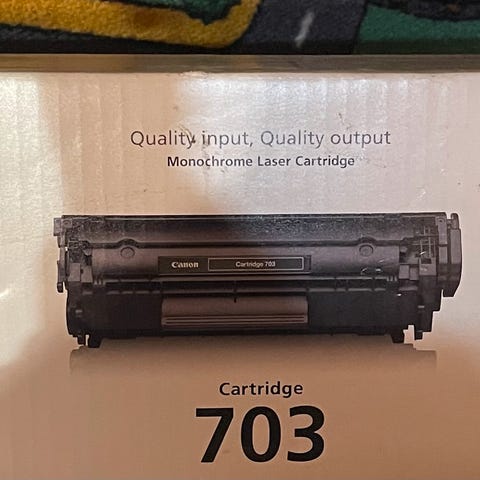 Quality input, Quality output
Monochrome Laser Cartridge
Canon Cartridge 703
Cartridge
703